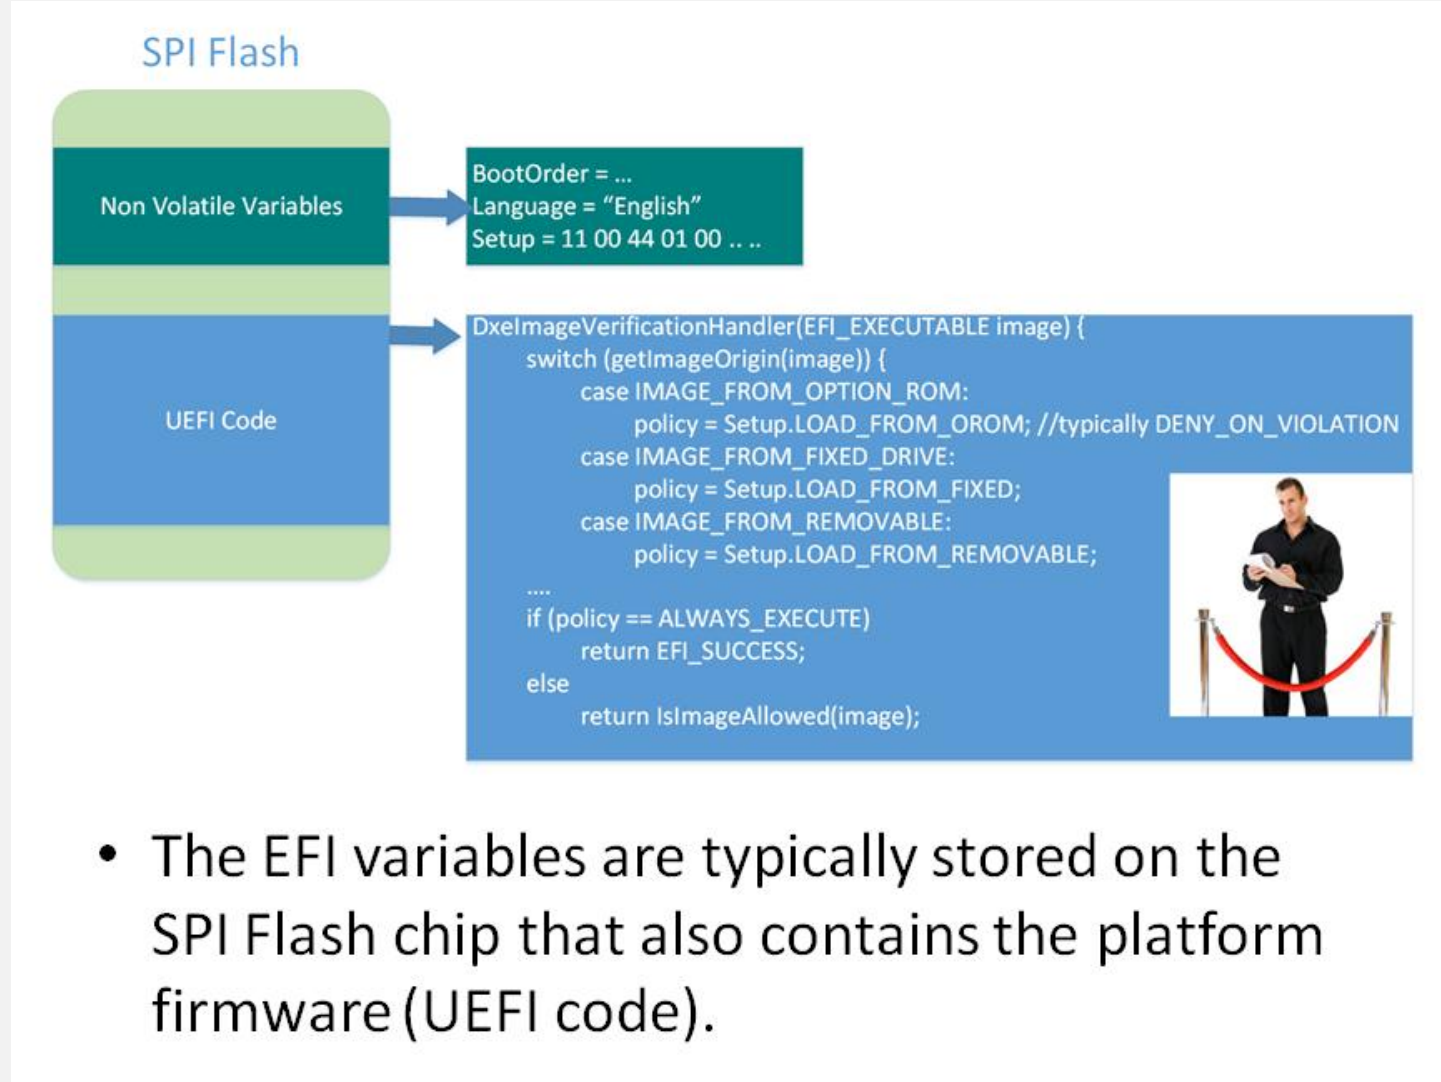 SPI Flash
Non Volatile Variables
BootOrder = ...
Language = “English”
Setup = 11 00 44 01 00 .. ..
UEFI Code
DxeImageVerificationHandler(EFI_EXECUTABLE image) {
switch (getImageOrigin(image)) {
case IMAGE_FROM_OPTION_ROM:
policy = Setup.LOAD_FROM_OROM; //typically DENY_ON_VIOLATION
case IMAGE_FROM_FIXED_DRIVE:
policy = Setup.LOAD_FROM_FIXED;
case IMAGE_FROM_REMOVABLE:
policy = Setup.LOAD_FROM_REMOVABLE;
....
if (policy == ALWAYS_EXECUTE)
return EFI_SUCCESS;
else
return IsImageAllowed(image);
• The EFI variables are typically stored on the
SPI Flash chip that also contains the platform
firmware (UEFI code).